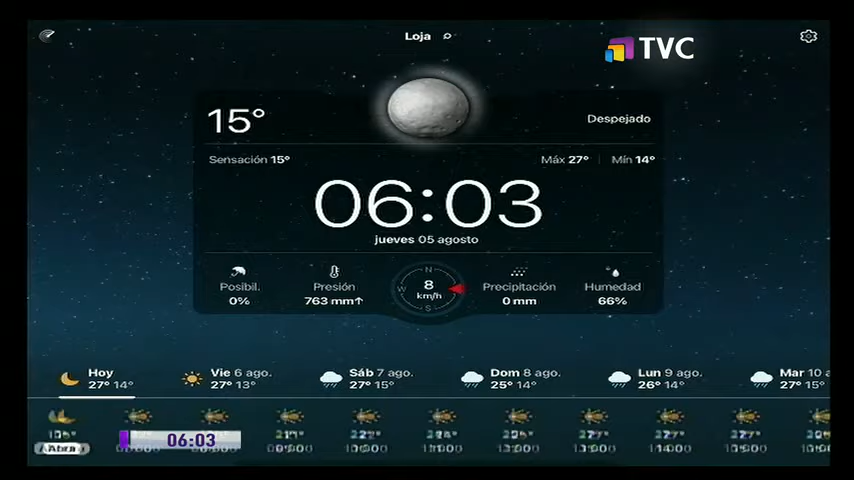 Loja
TVC
15°
Despejado
Sensación 15°
Máx 27° | Mín 14°
06:03
jueves 05 agosto
N
W
S
8
km/h
Posibil.
0%
Presión
763 mm↑
Precipitación
0 mm
Humedad
66%
Hoy
27° 14°
Vie 6 ago.
27° 13°
Sáb 7 ago.
27° 15°
Dom 8 ago.
25° 14°
Lun 9 ago.
26° 14°
Mar 10 a
27° 15°
06:03